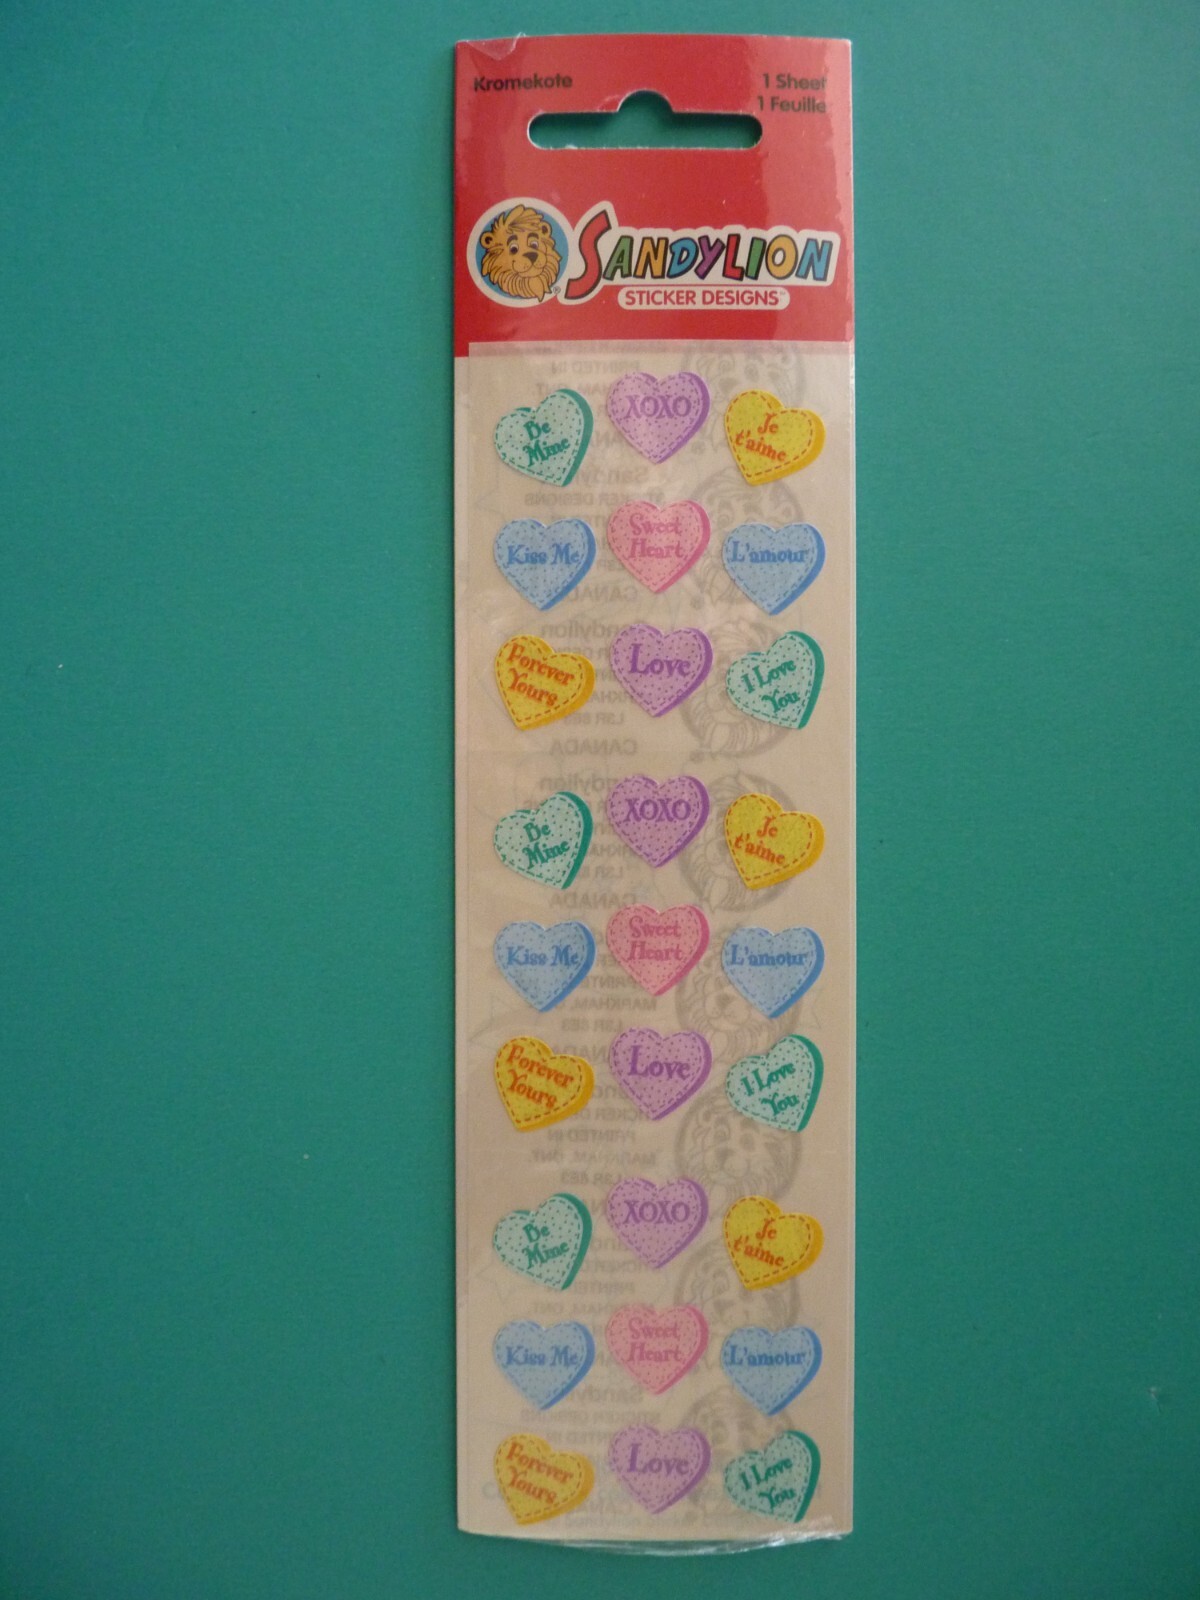 Kromekote
1 Sheet
1 Feuille
SANDYLION
STICKER DESIGNS
Be
Mine
XOXO
Je
t'aime
Kiss Me
Sweet
Heart
L'amour
Forever
Yours
Love
I Love
You
Be
Mine
XOXO
Je
t'aime
Kiss Me
Sweet
Heart
L'amour
Forever
Yours
Love
I Love
You
Be
Mine
XOXO
Je
t'aime
Kiss Me
Sweet
Heart
L'amour
Forever
Yours
Love
I Love
You